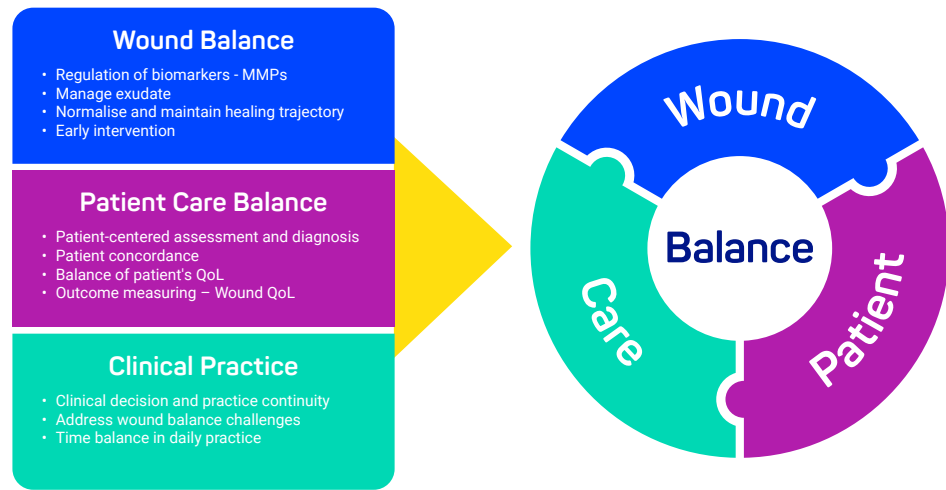 Wound Balance
• Regulation of biomarkers - MMPs
• Manage exudate
• Normalise and maintain healing trajectory
• Early intervention
Patient Care Balance
• Patient-centered assessment and diagnosis
• Patient concordance
• Balance of patient's QoL
• Outcome measuring – Wound QoL
Clinical Practice
• Clinical decision and practice continuity
• Address wound balance challenges
• Time balance in daily practice
Wound
Balance
Care
Patient